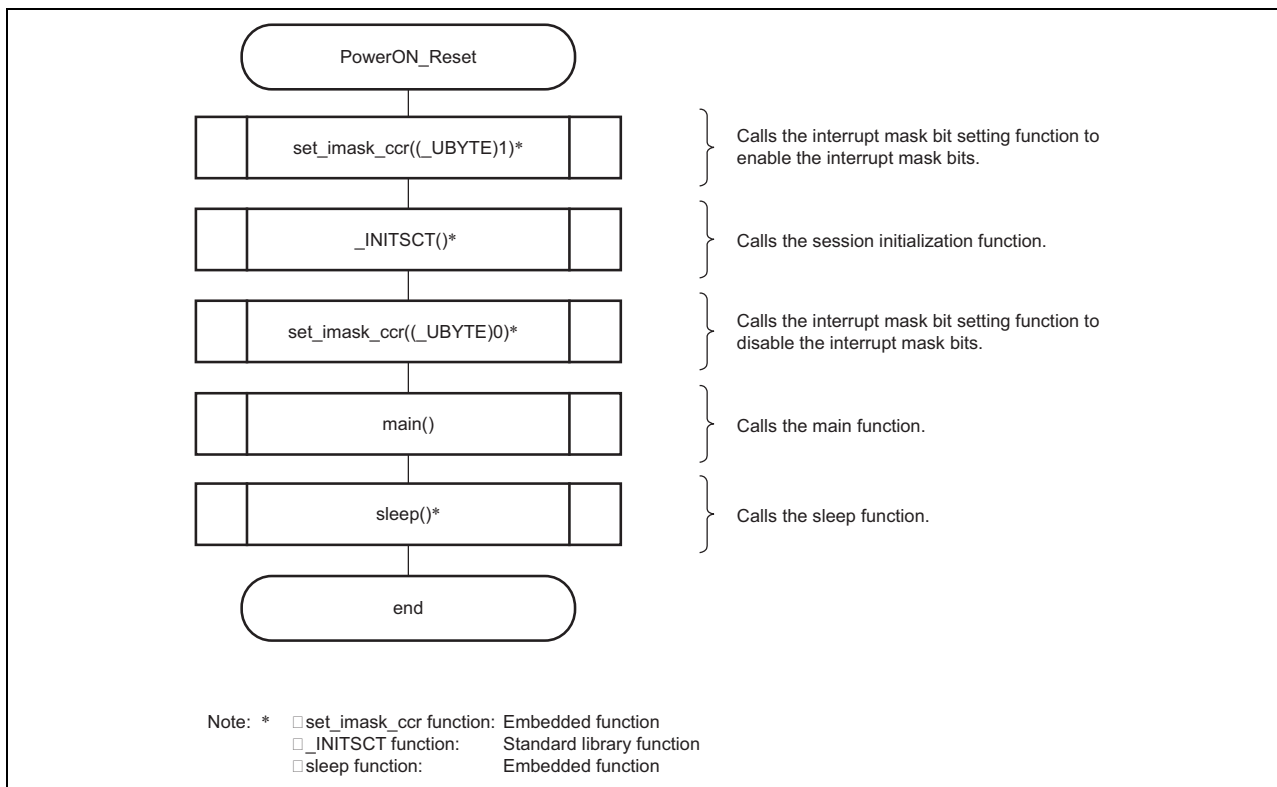 PowerON_Reset
set_imask_ccr((_UBYTE)1)*
Calls the interrupt mask bit setting function to
enable the interrupt mask bits.
_INITSCT()*
Calls the session initialization function.
set_imask_ccr((_UBYTE)0)*
Calls the interrupt mask bit setting function to
disable the interrupt mask bits.
main()
Calls the main function.
sleep()*
Calls the sleep function.
end
Note: * □set_imask_ccr function: Embedded function
□_INITSCT function: Standard library function
□sleep function: Embedded function